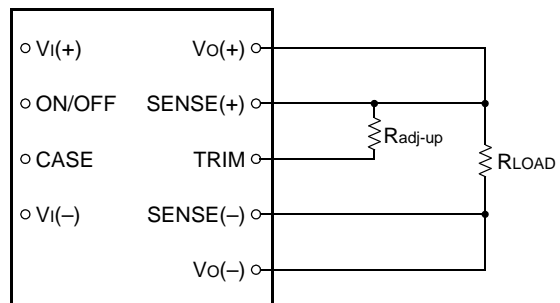 VI(+) VO(+)
ON/OFF SENSE(+)
Radj-up
CASE TRIM
RLOAD
VI(–) SENSE(–)
VO(–)